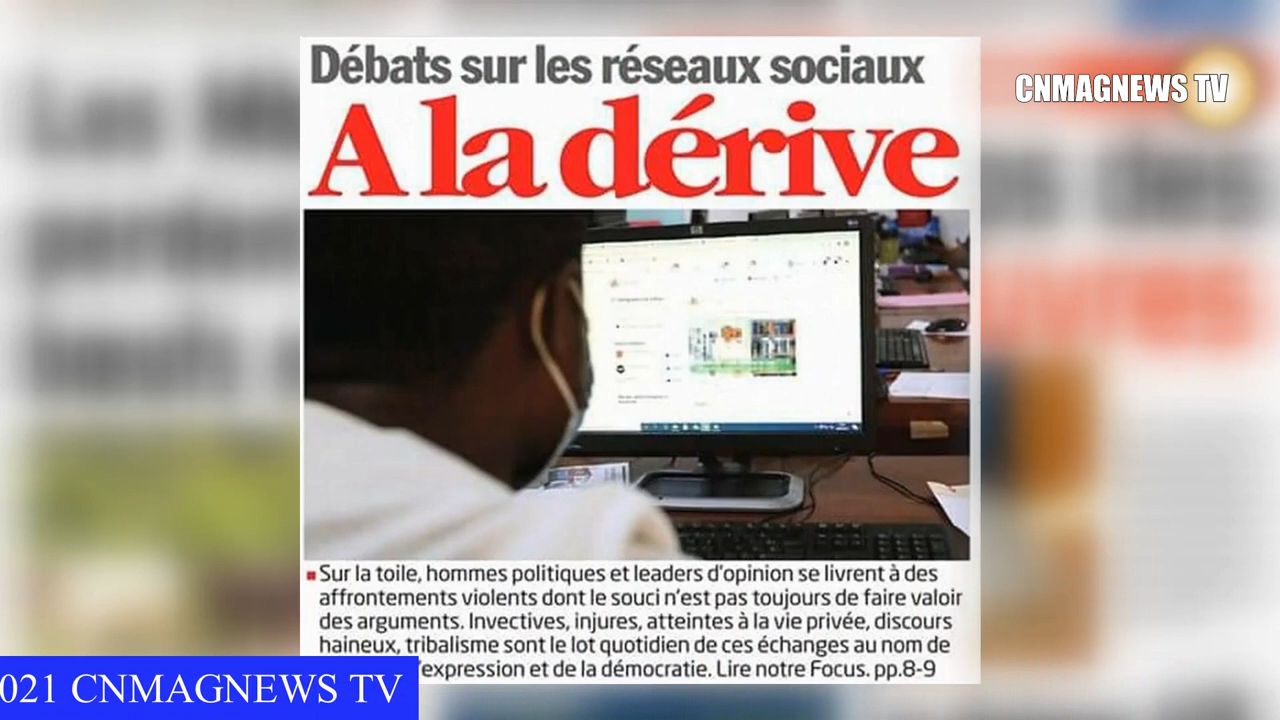 Débats sur les réseaux sociaux
A la dérive
CNMAGNEWS TV
Sur la toile, hommes politiques et leaders d'opinion se livrent à des
affrontements violents dont le souci n'est pas toujours de faire valoir
des arguments. Invectives, injures, atteintes à la vie privée, discours
haineux, tribalisme sont le lot quotidien de ces échanges au nom de
'expression et de la démocratie. Lire notre Focus. pp.8-9
021 CNMAGNEWS TV